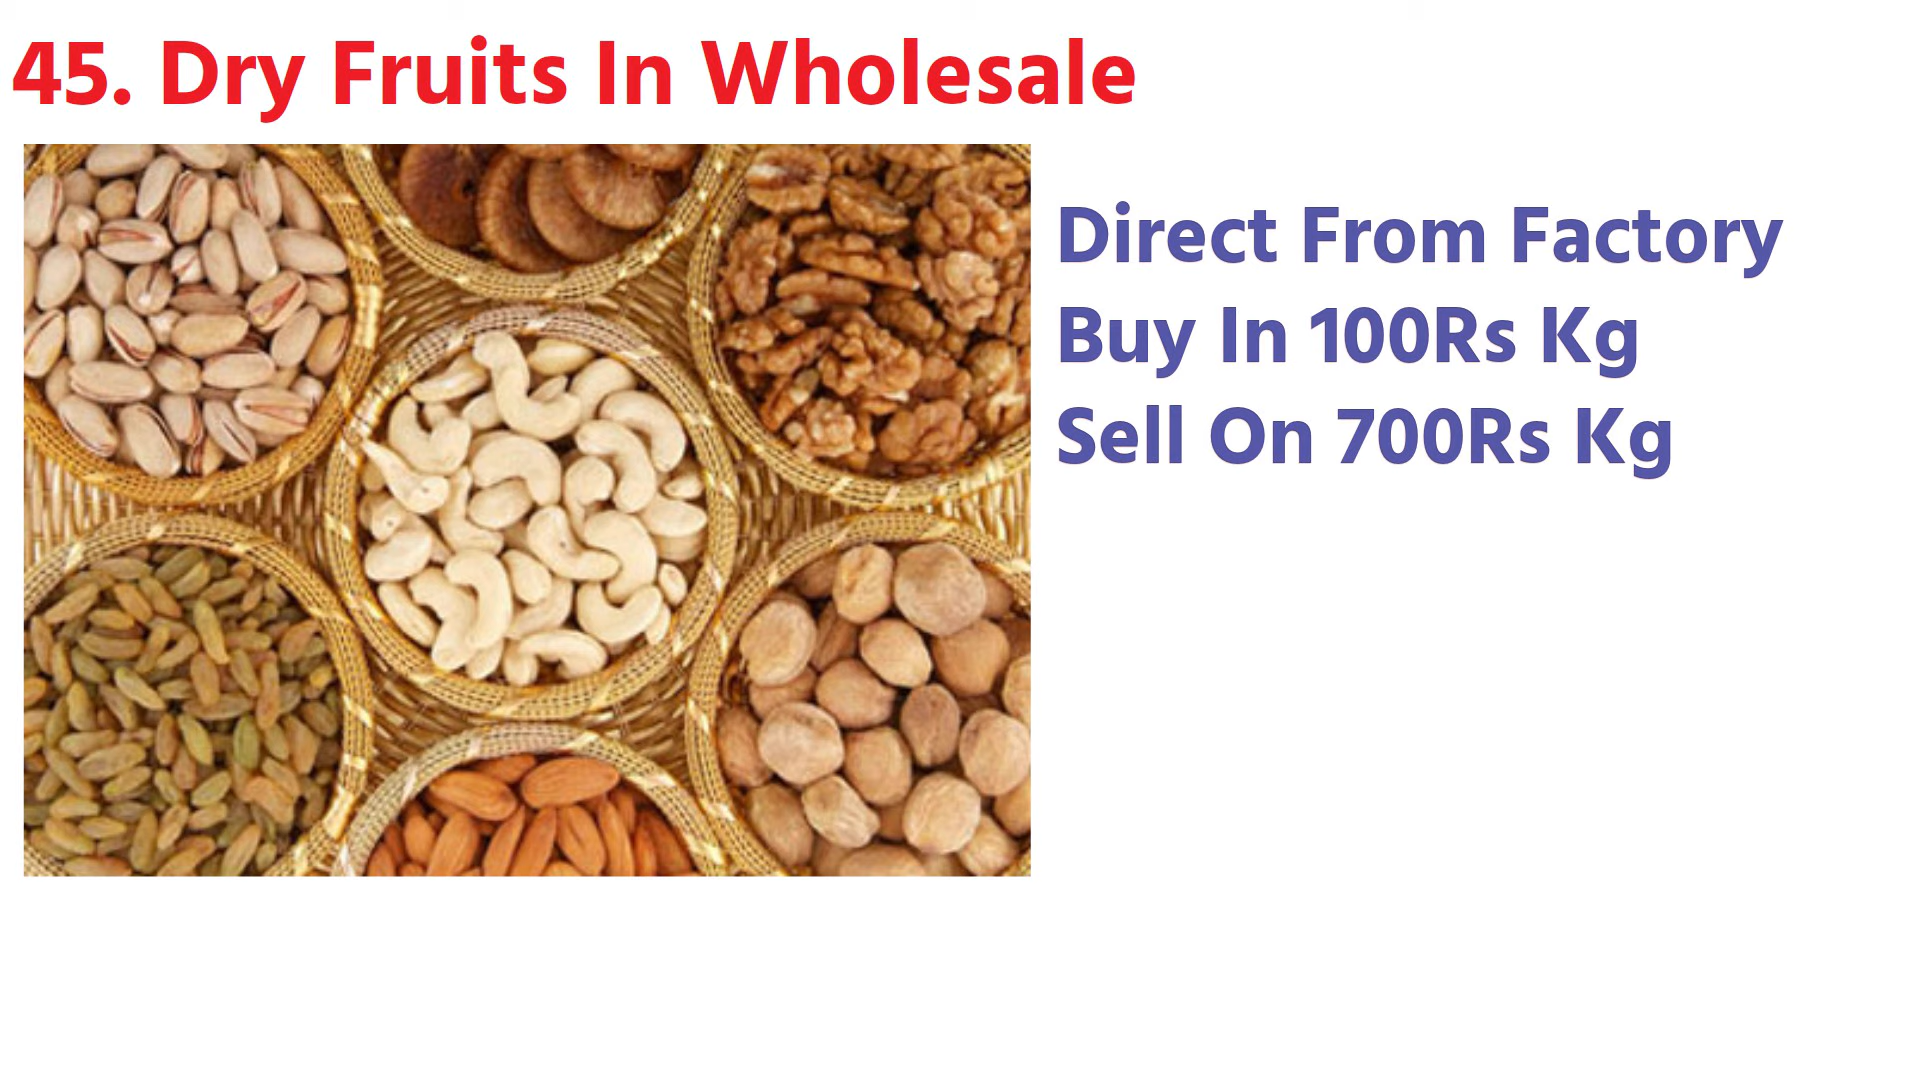 45. Dry Fruits In Wholesale
Direct From Factory
Buy In 100Rs Kg
Sell On 700Rs Kg